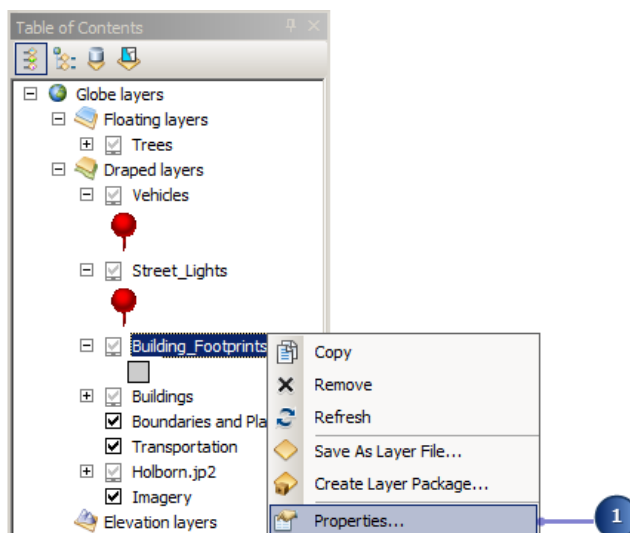 Table of Contents
Globe layers
Floating layers
Trees
Draped layers
Vehicles
Street_Lights
Building_Footprints
Copy
Remove
Refresh
Save As Layer File...
Create Layer Package...
Properties...
1
Buildings
Boundaries and Pla
Transportation
Holborn.jp2
Imagery
Elevation layers